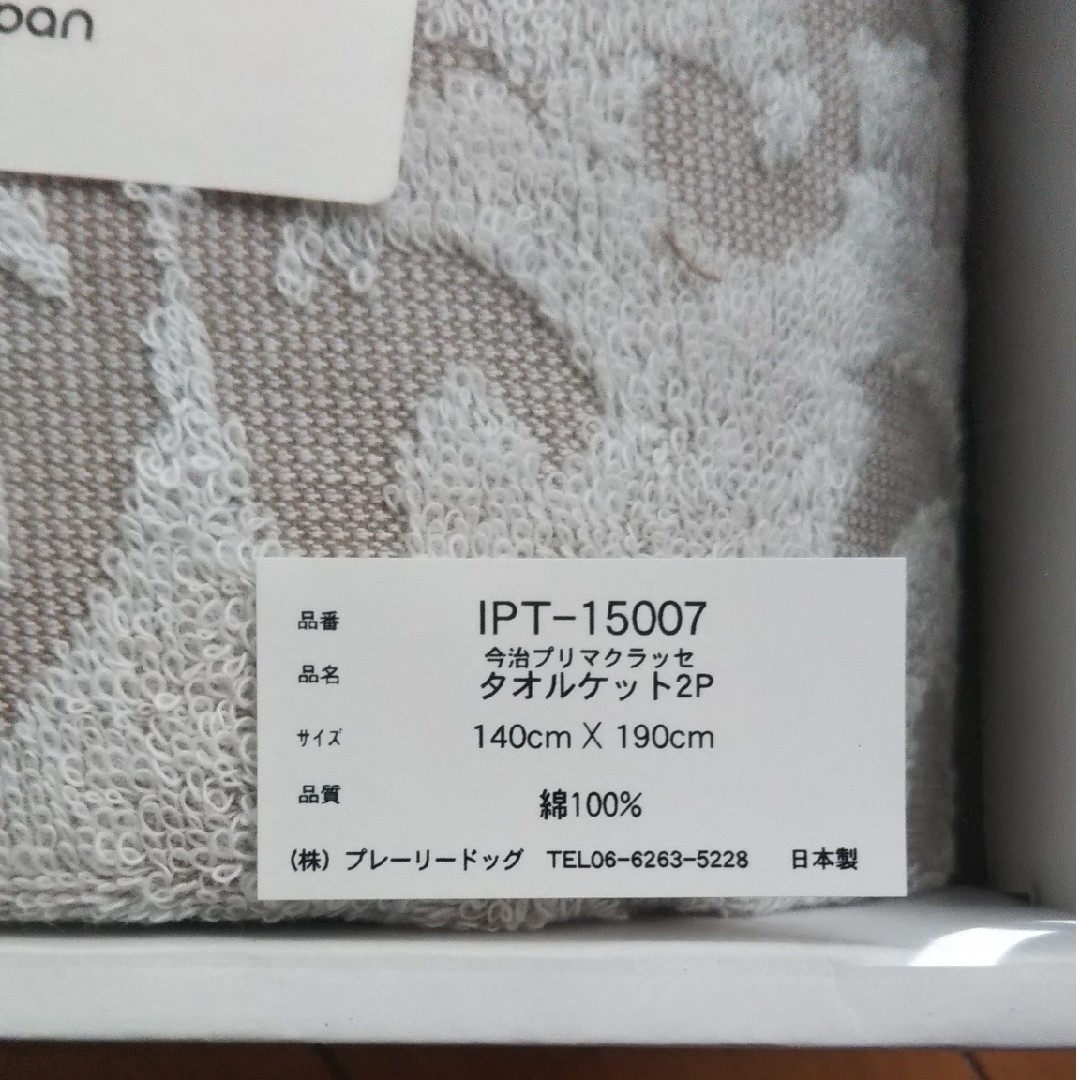 品番 IPT-15007
今治プリマクラッセ
品名 タオルケット2P
サイズ 140cm X 190cm
品質 綿100%
(株) プレーリードッグ TEL06-6263-5228 日本製